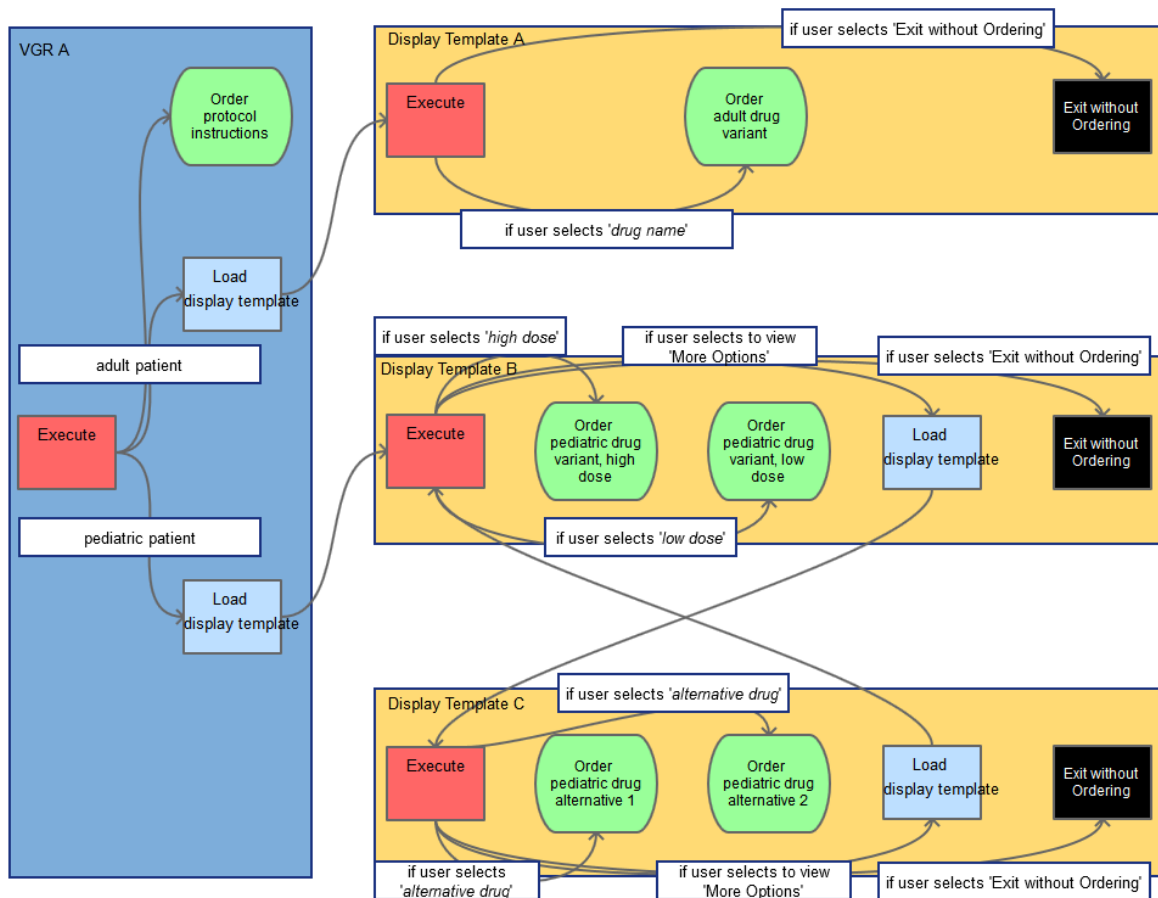 VGR A
Order
protocol
instructions
Load
display template
adult patient
Execute
pediatric patient
Load
display template
Display Template A
if user selects 'Exit without Ordering'
Execute
Order
adult drug
variant
Exit without
Ordering
if user selects 'drug name'
if user selects 'high dose'
if user selects to view
'More Options'
if user selects 'Exit without Ordering'
Display Template B
Execute
Order
pediatric drug
variant, high
dose
Order
pediatric drug
variant, low
dose
Load
display template
Exit without
Ordering
if user selects 'low dose'
if user selects 'alternative drug'
Display Template C
Execute
Order
pediatric drug
alternative 1
Order
pediatric drug
alternative 2
Load
display template
Exit without
Ordering
if user selects
'alternative drug'
if user selects to view
'More Options'
if user selects 'Exit without Ordering'